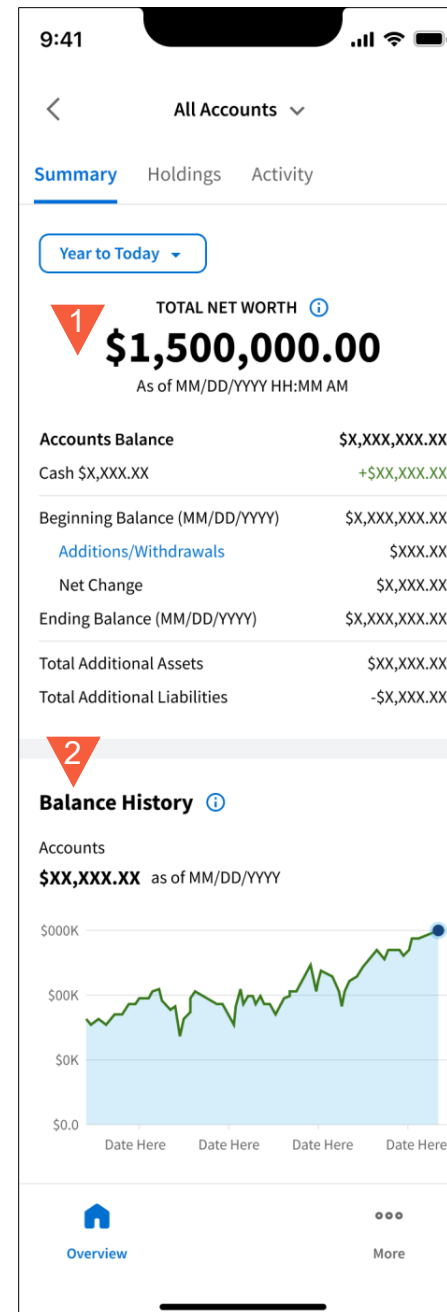 9:41
All Accounts
Summary Holdings Activity
Year to Today
1
TOTAL NET WORTH
$1,500,000.00
As of MM/DD/YYYY HH:MM AM
Accounts Balance $X,XXX,XXX.XX
Cash $X,XXX.XX +$XX,XXX.XX
Beginning Balance (MM/DD/YYYY) $X,XXX,XXX.XX
Additions/Withdrawals $XXX.XX
Net Change $X,XXX.XX
Ending Balance (MM/DD/YYYY) $X,XXX,XXX.XX
Total Additional Assets $XX,XXX.XX
Total Additional Liabilities -$X,XXX.XX
2
Balance History
Accounts
$XX,XXX.XX as of MM/DD/YYYY
$000K
$00K
$0K
$0.0
Date Here Date Here Date Here Date Here
Overview More